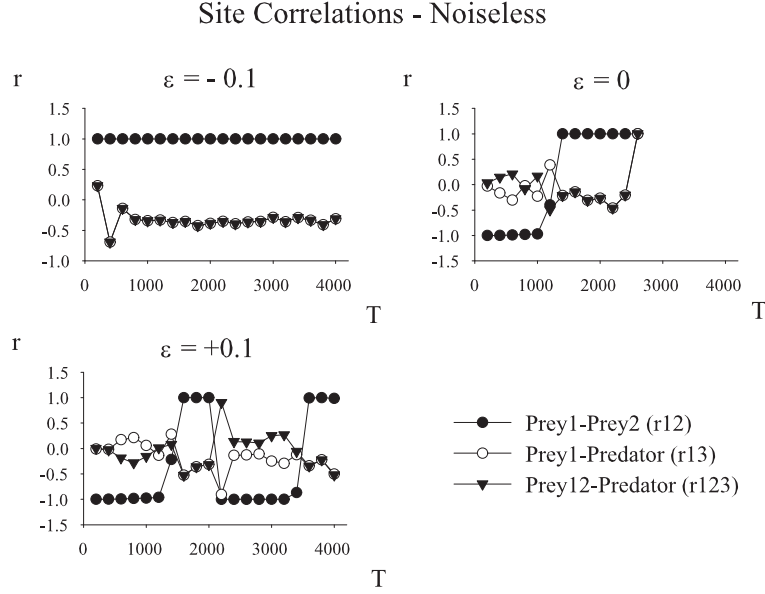 Site Correlations - Noiseless
r
ε = - 0.1
1.5
1.0
0.5
0.0
-0.5
-1.0
0 1000 2000 3000 4000
T
r
ε = 0
1.5
1.0
0.5
0.0
-0.5
-1.0
-1.5
0 1000 2000 3000 4000
T
r
ε = +0.1
1.5
1.0
0.5
0.0
-0.5
-1.0
-1.5
0 1000 2000 3000 4000
T
Prey1-Prey2 (r12)
Prey1-Predator (r13)
Prey12-Predator (r123)